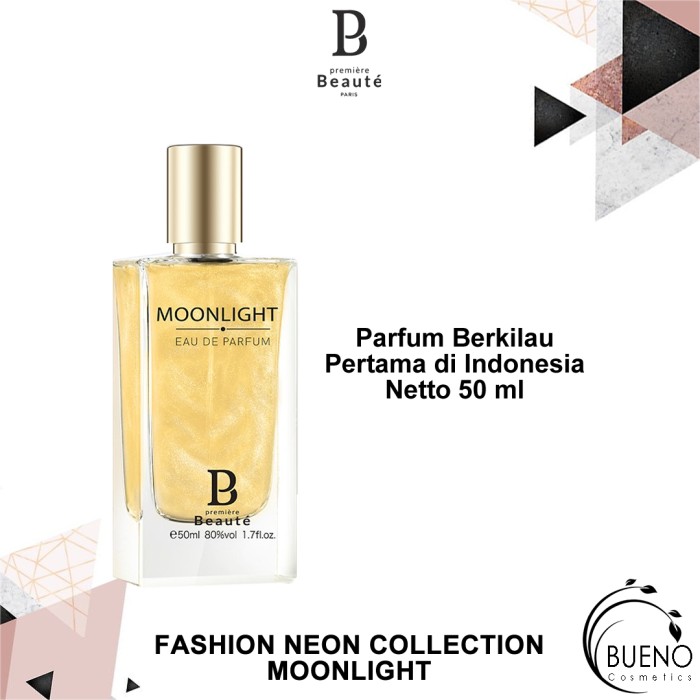 première
Beauté
PARIS
MOONLIGHT
EAU DE PARFUM
Parfum Berkilau
Pertama di Indonesia
Netto 50 ml
première
Beauté
℮50ml 80%vol 1.7fl.oz.
FASHION NEON COLLECTION
MOONLIGHT
BUENO
Cosmetics